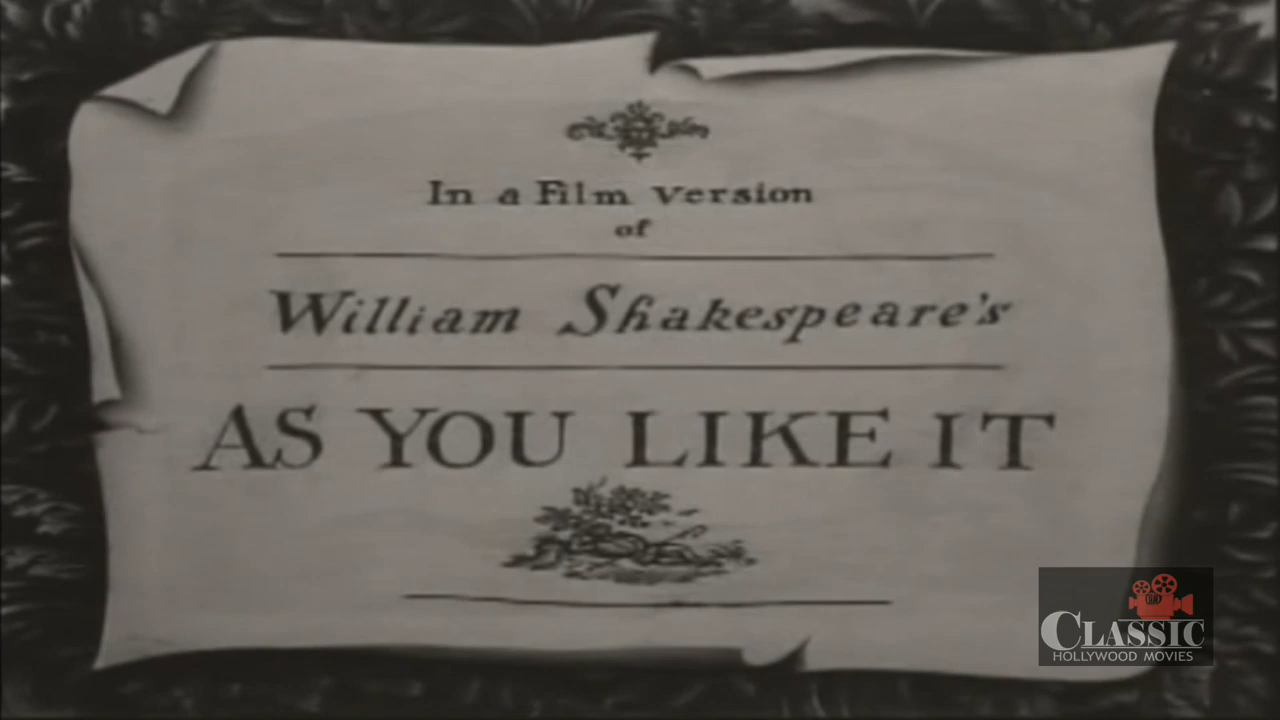 In a Film version
of
William Shakespeare's
AS YOU LIKE IT
CLASSIC
HOLLYWOOD MOVIES